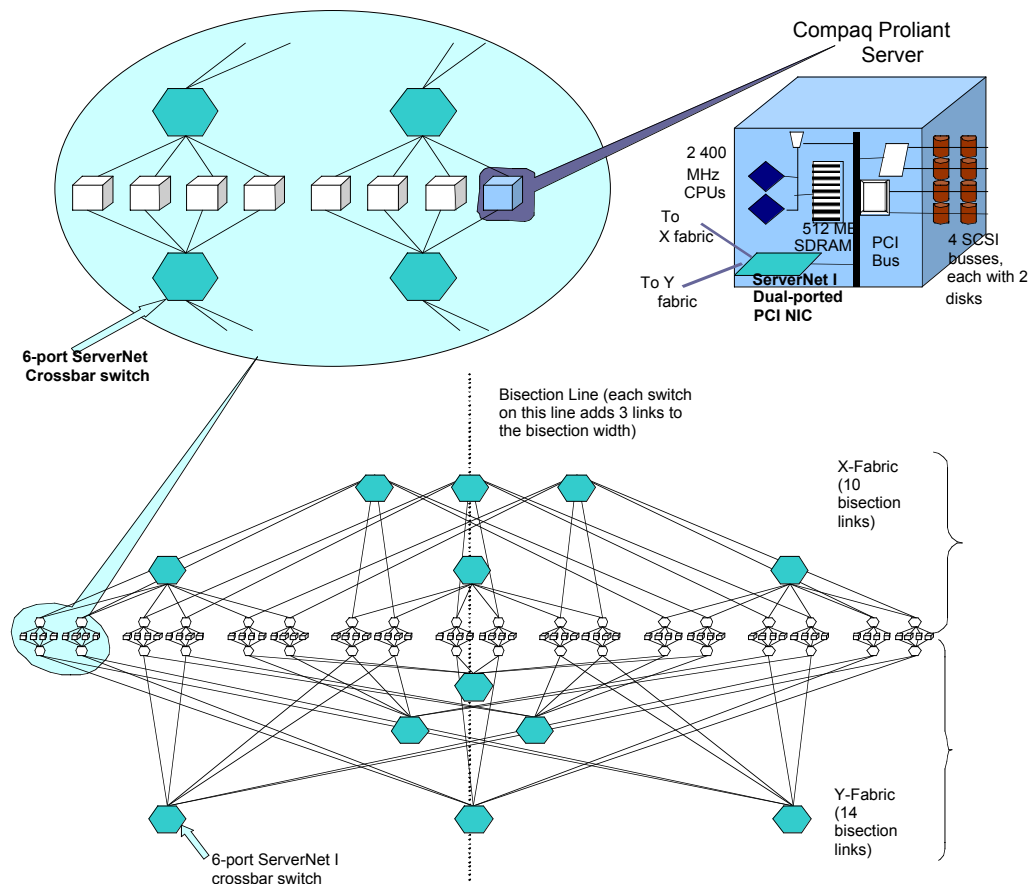 Compaq Proliant
Server
2 400
MHz
CPUs
To
X fabric
512 MB
SDRAM
PCI
Bus
4 SCSI
busses,
each with 2
disks
To Y
fabric
ServerNet I
Dual-ported
PCI NIC
6-port ServerNet
Crossbar switch
Bisection Line (each switch
on this line adds 3 links to
the bisection width)
X-Fabric
(10
bisection
links)
Y-Fabric
(14
bisection
links)
6-port ServerNet I
crossbar switch